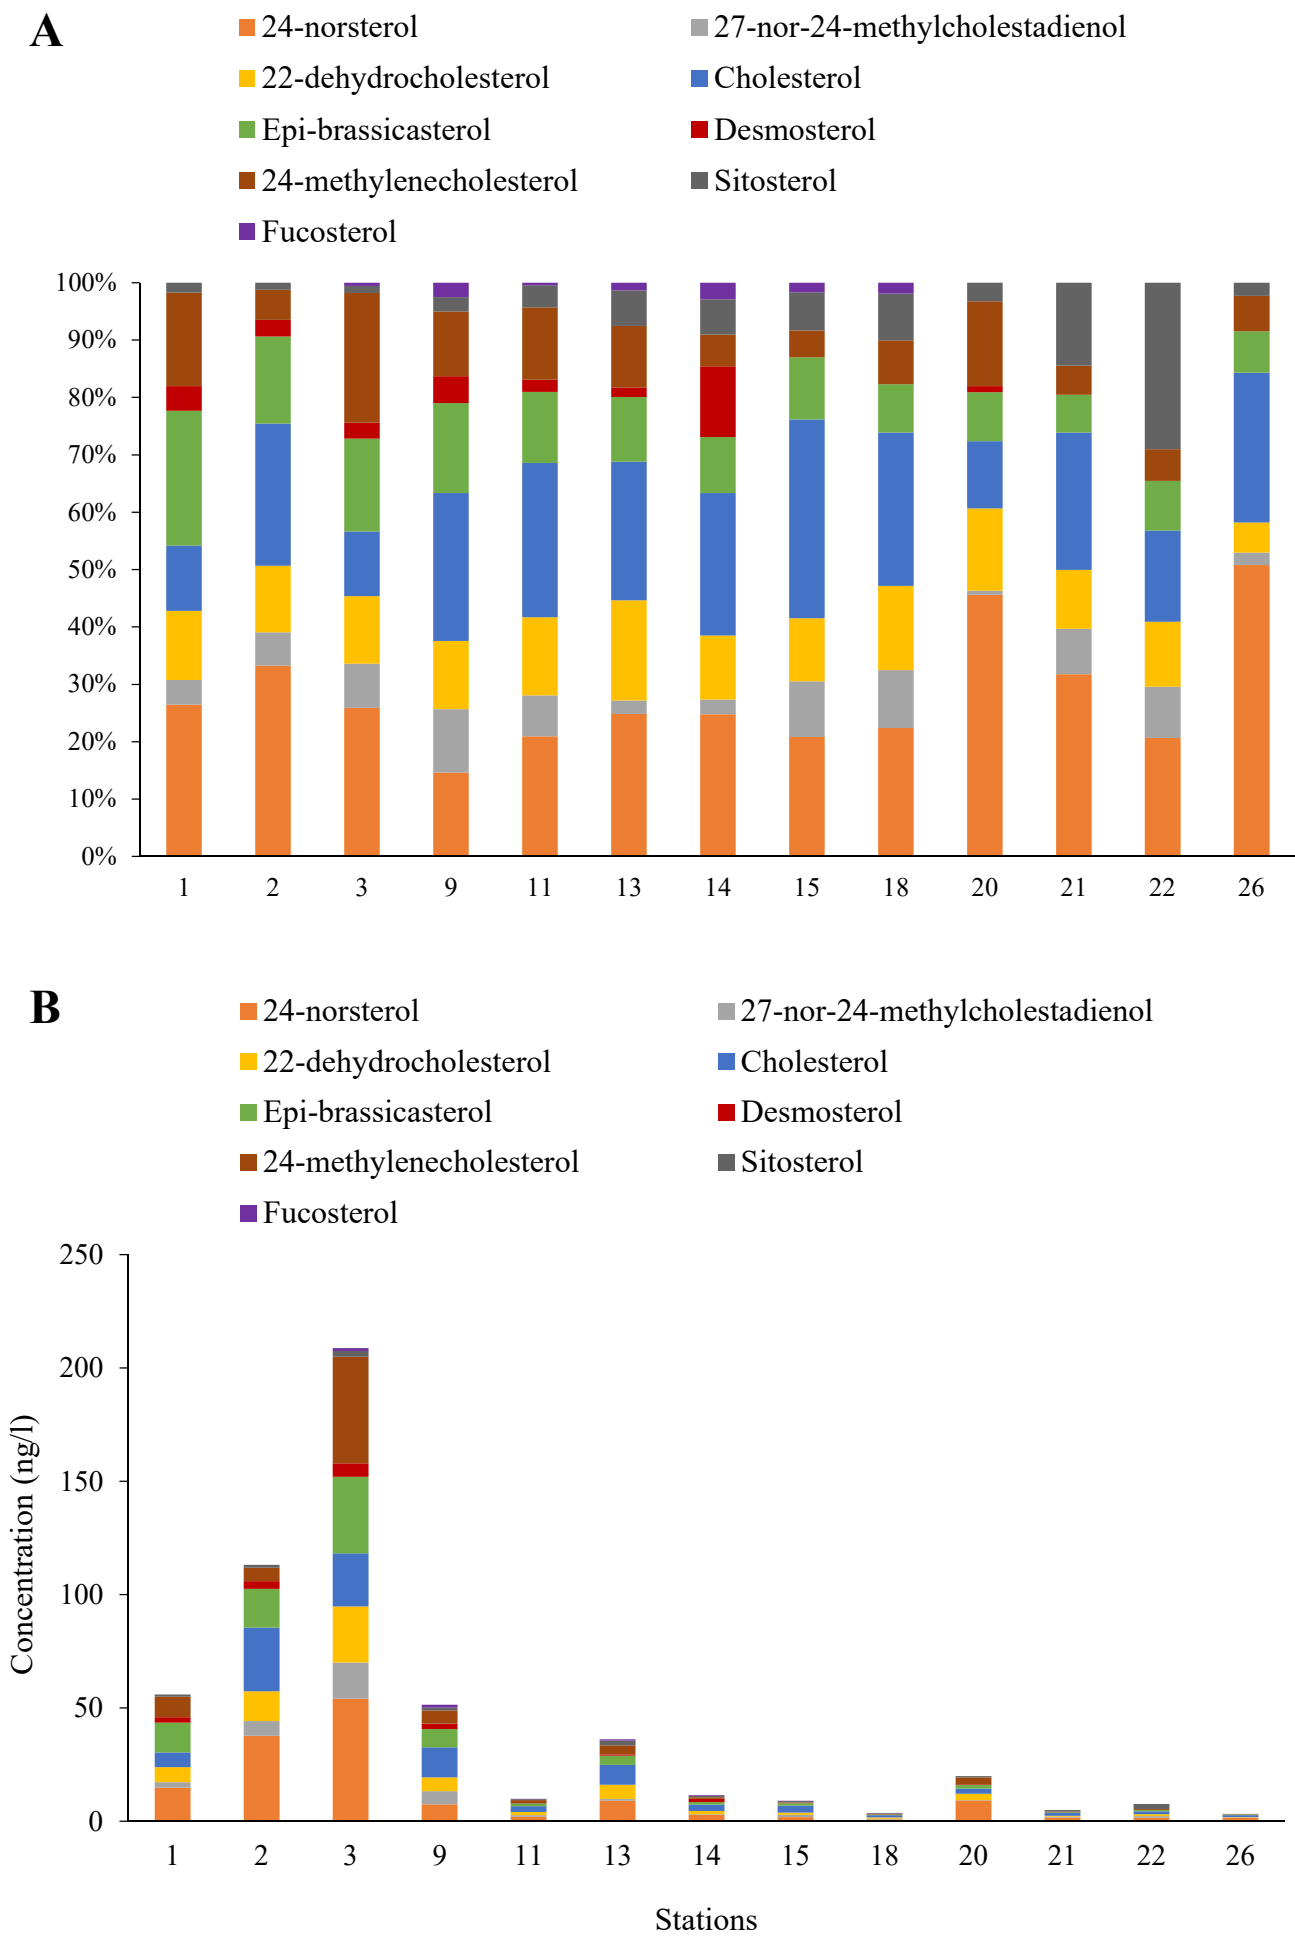 A
24-norsterol 27-nor-24-methylcholestadienol
22-dehydrocholesterol Cholesterol
Epi-brassicasterol Desmosterol
24-methylenecholesterol Sitosterol
Fucosterol
100%
90%
80%
70%
60%
50%
40%
30%
20%
10%
0%
1 2 3 9 11 13 14 15 18 20 21 22 26
B
24-norsterol 27-nor-24-methylcholestadienol
22-dehydrocholesterol Cholesterol
Epi-brassicasterol Desmosterol
24-methylenecholesterol Sitosterol
Fucosterol
Concentration (ng/l)
250
200
150
100
50
0
1 2 3 9 11 13 14 15 18 20 21 22 26
Stations